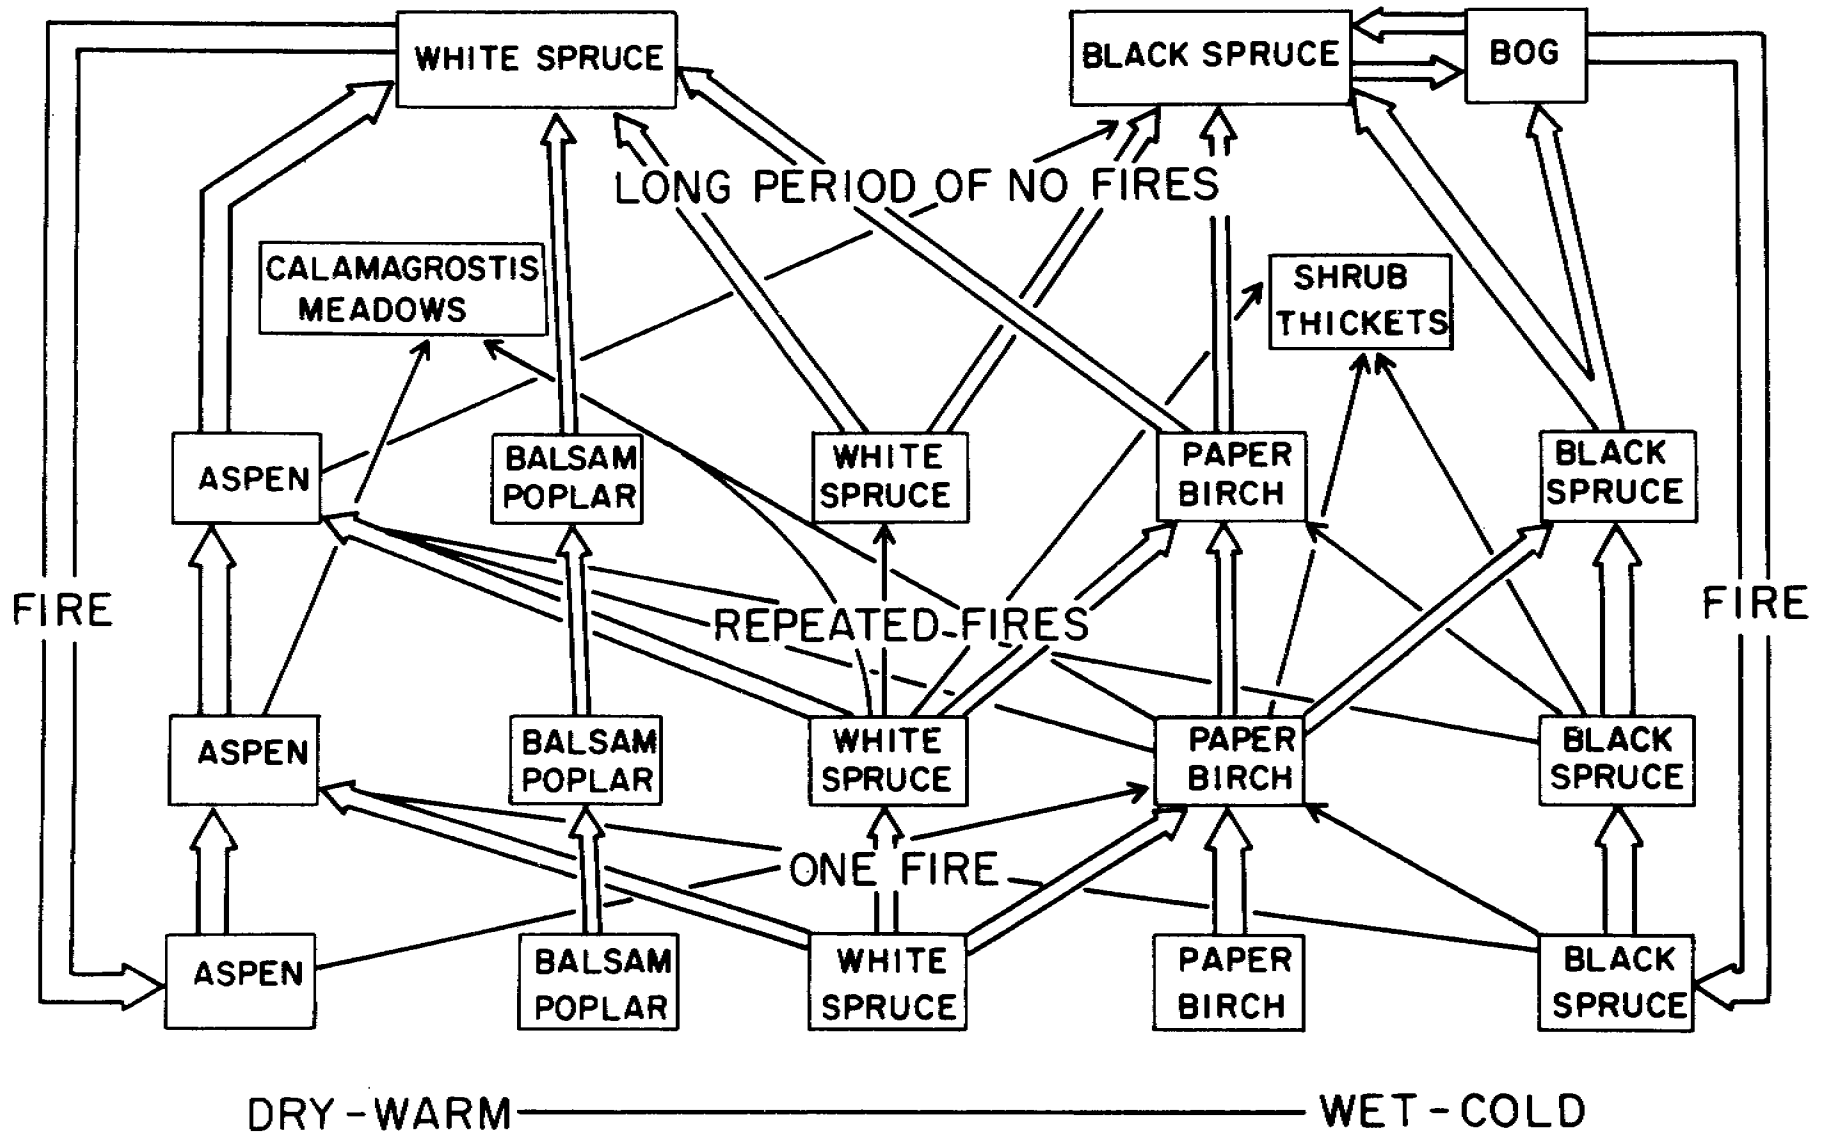 WHITE SPRUCE
BLACK SPRUCE
BOG
LONG PERIOD OF NO FIRES
CALAMAGROSTIS
MEADOWS
SHRUB
THICKETS
ASPEN
BALSAM
POPLAR
WHITE
SPRUCE
PAPER
BIRCH
BLACK
SPRUCE
FIRE
REPEATED FIRES
FIRE
ASPEN
BALSAM
POPLAR
WHITE
SPRUCE
PAPER
BIRCH
BLACK
SPRUCE
ONE FIRE
ASPEN
BALSAM
POPLAR
WHITE
SPRUCE
PAPER
BIRCH
BLACK
SPRUCE
DRY-WARM
WET-COLD